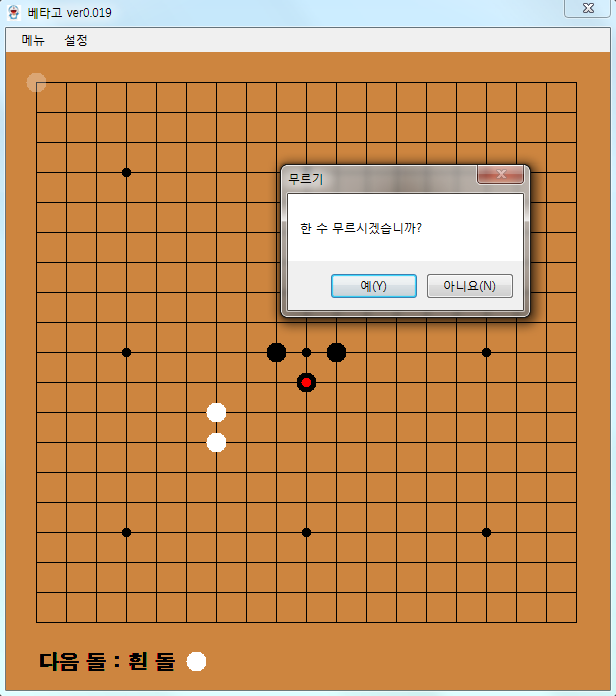 베타고 ver0.019
메뉴 설정
무르기
한 수 무르시겠습니까?
예(Y) 아니요(N)
다음 돌 : 흰 돌